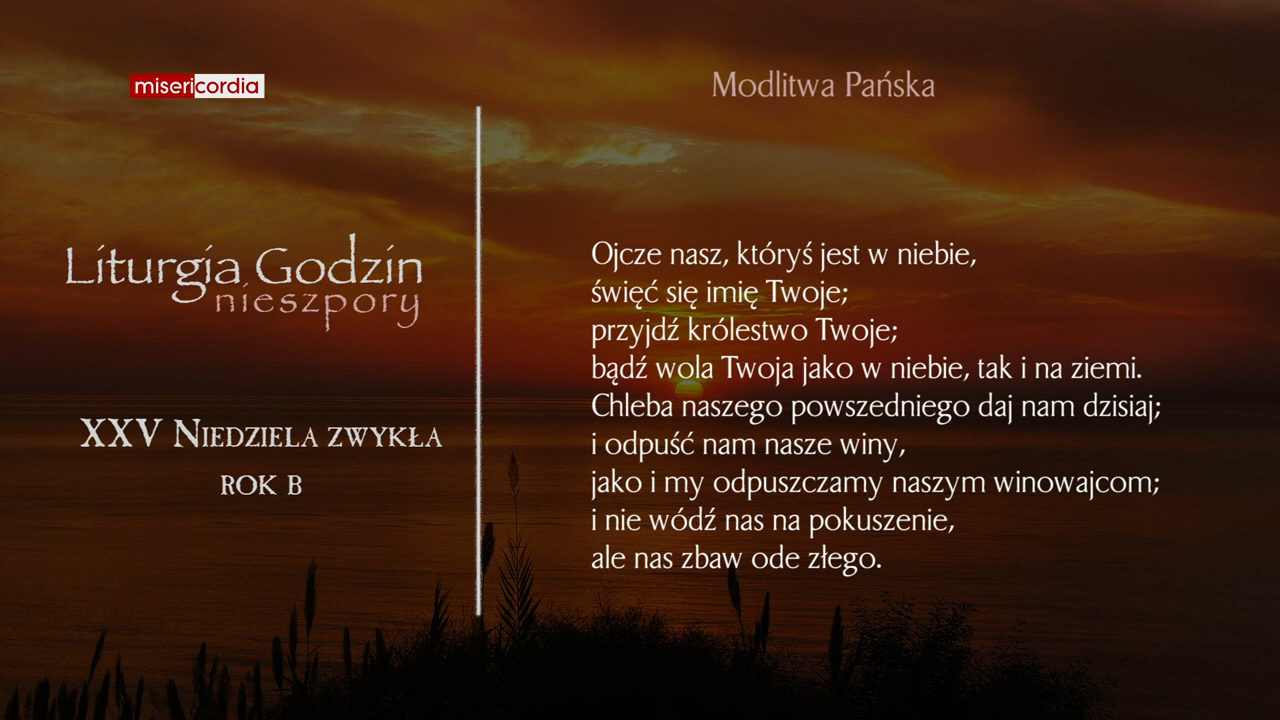 misericordia
Modlitwa Pańska
Liturgia Godzin
nieszpory
XXV Niedziela zwykła
rok B
Ojcze nasz, któryś jest w niebie,
święć się imię Twoje;
przyjdź królestwo Twoje;
bądź wola Twoja jako w niebie, tak i na ziemi.
Chleba naszego powszedniego daj nam dzisiaj;
i odpuść nam nasze winy,
jako i my odpuszczamy naszym winowajcom;
i nie wódź nas na pokuszenie,
ale nas zbaw ode złego.